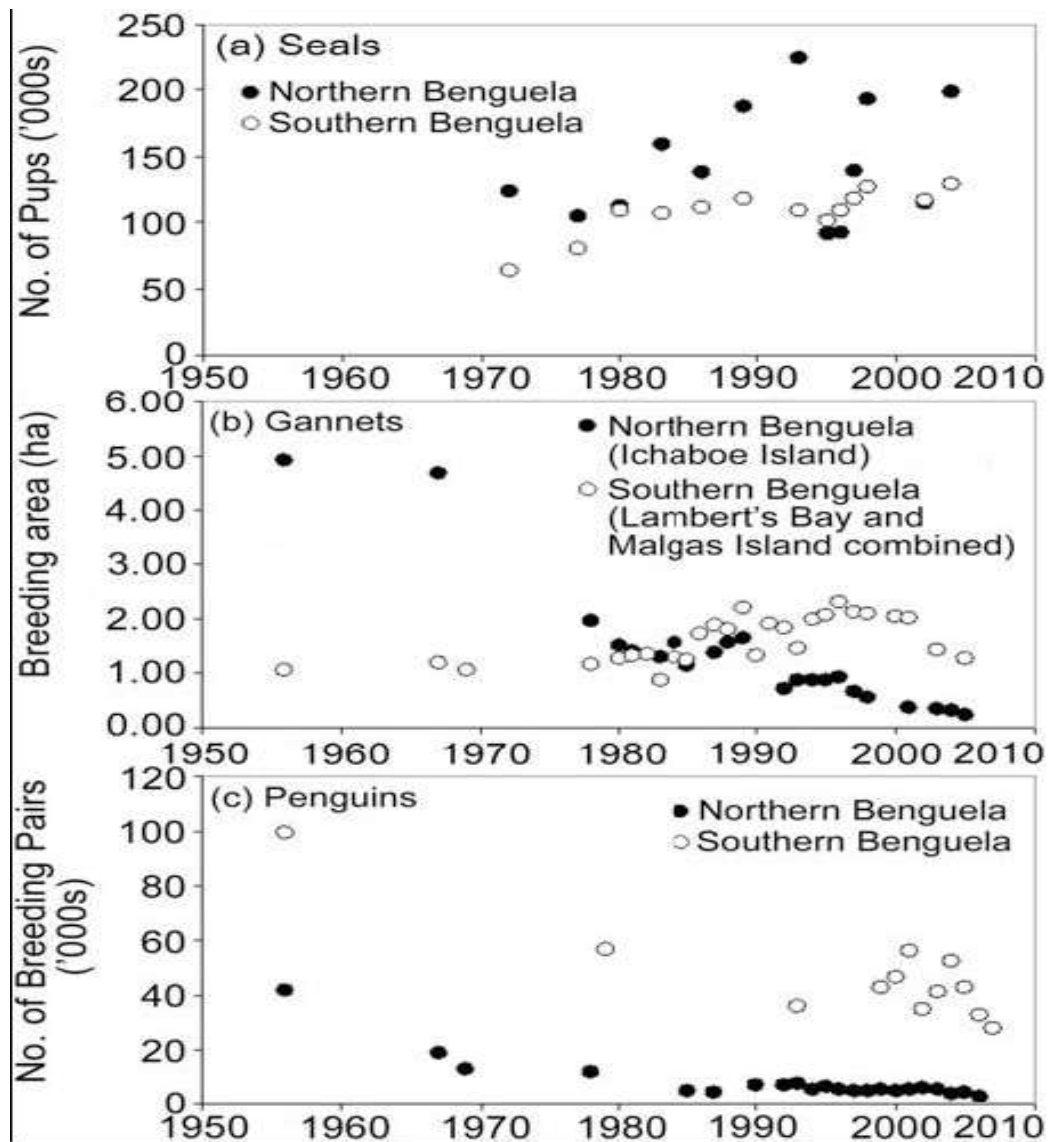 No. of Pups ('000s)
250
200
150
100
50
0
(a) Seals
Northern Benguela
Southern Benguela
1950 1960 1970 1980 1990 2000 2010
Breeding area (ha)
6.00
5.00
4.00
3.00
2.00
1.00
0.00
(b) Gannets
Northern Benguela
(Ichaboe Island)
Southern Benguela
(Lambert's Bay and
Malgas Island combined)
1950 1960 1970 1980 1990 2000 2010
No. of Breeding Pairs
('000s)
120
100
80
60
40
20
0
(c) Penguins
Northern Benguela
Southern Benguela
1950 1960 1970 1980 1990 2000 2010